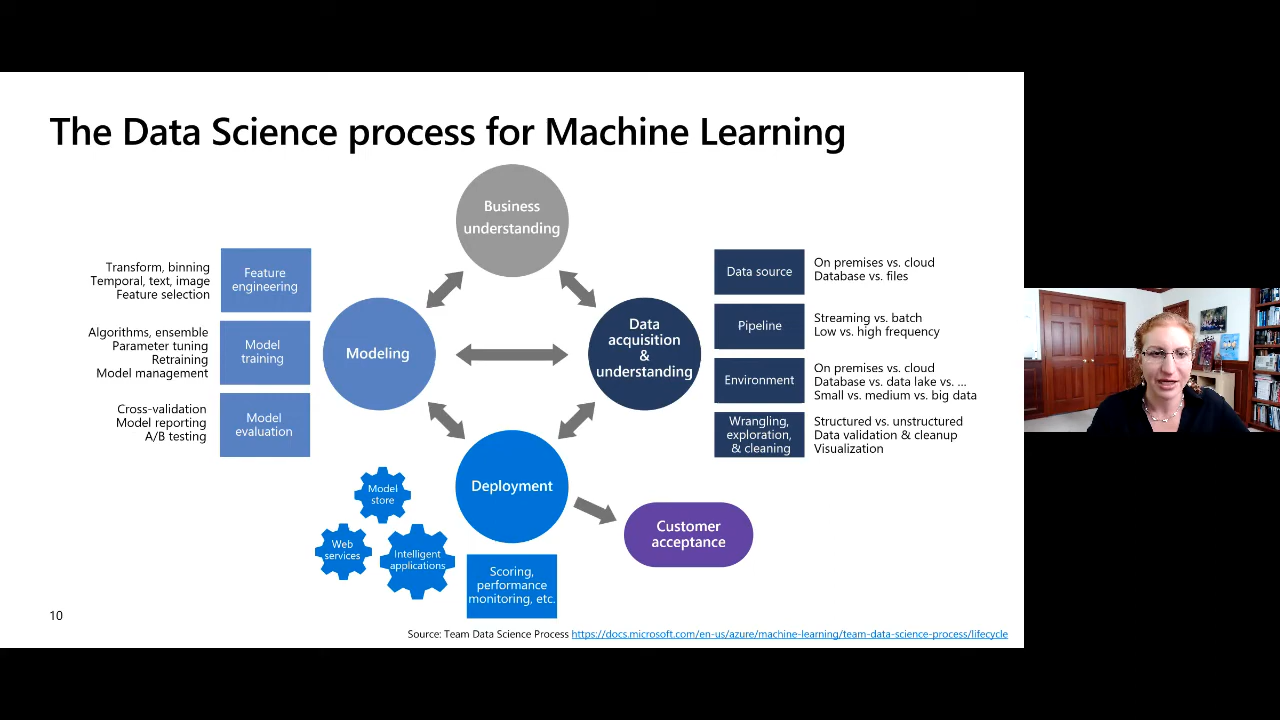 The Data Science process for Machine Learning
Business
understanding
Transform, binning
Temporal, text, image
Feature selection
Feature
engineering
Algorithms, ensemble
Parameter tuning
Retraining
Model management
Model
training
Cross-validation
Model reporting
A/B testing
Model
evaluation
Modeling
Data
acquisition
&
understanding
Data source
On premises vs. cloud
Database vs. files
Pipeline
Streaming vs. batch
Low vs. high frequency
Environment
On premises vs. cloud
Database vs. data lake vs. ...
Small vs. medium vs. big data
Wrangling,
exploration,
& cleaning
Structured vs. unstructured
Data validation & cleanup
Visualization
Deployment
Model
store
Web
services
Intelligent
applications
Scoring,
performance
monitoring, etc.
Customer
acceptance
10
Source: Team Data Science Process https://docs.microsoft.com/en-us/azure/machine-learning/team-data-science-process/lifecycle